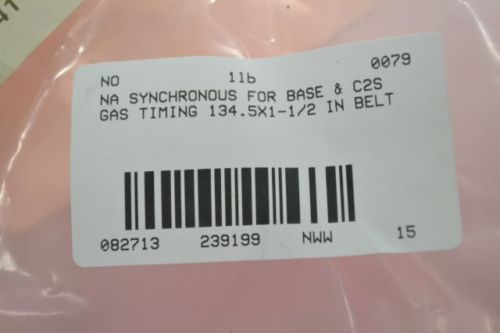 41
NO 11b 0079
NA SYNCHRONOUS FOR BASE & C2S
GAS TIMING 134.5X1-1/2 IN BELT
082713 239199 NWW 15